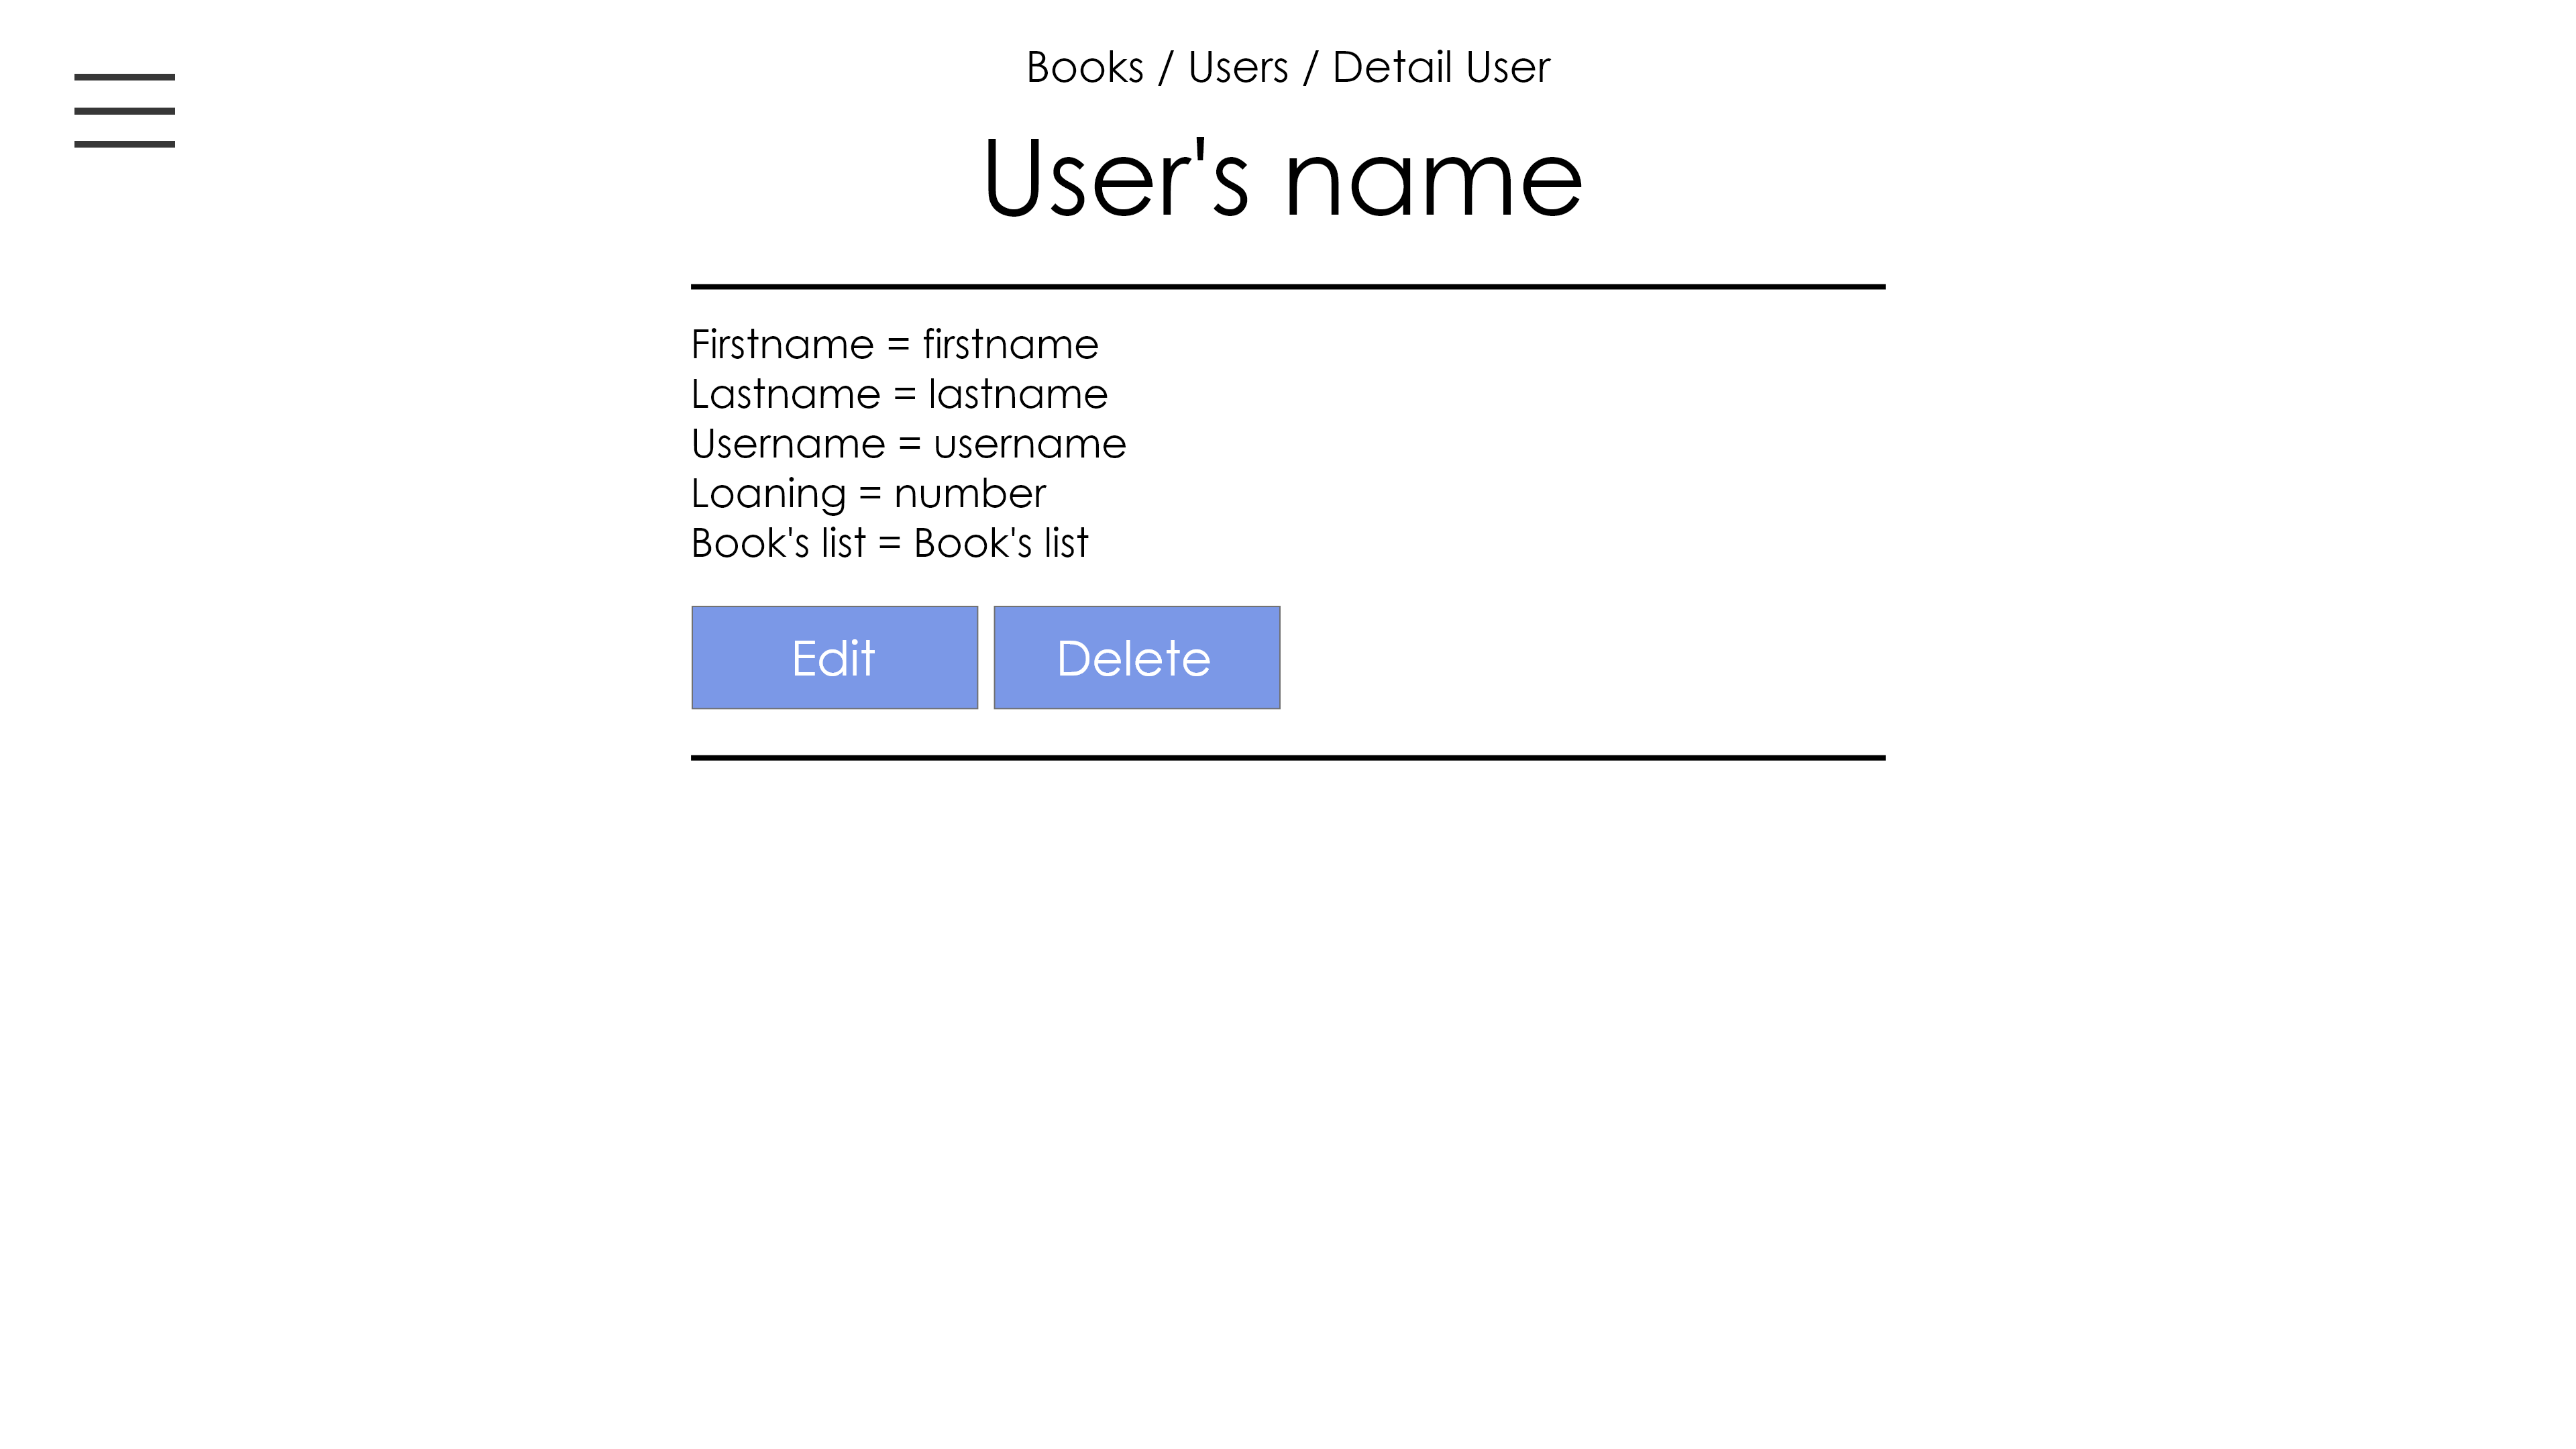 Books / Users / Detail User
User's name
Firstname = firstname
Lastname = lastname
Username = username
Loaning = number
Book's list = Book's list
Edit
Delete